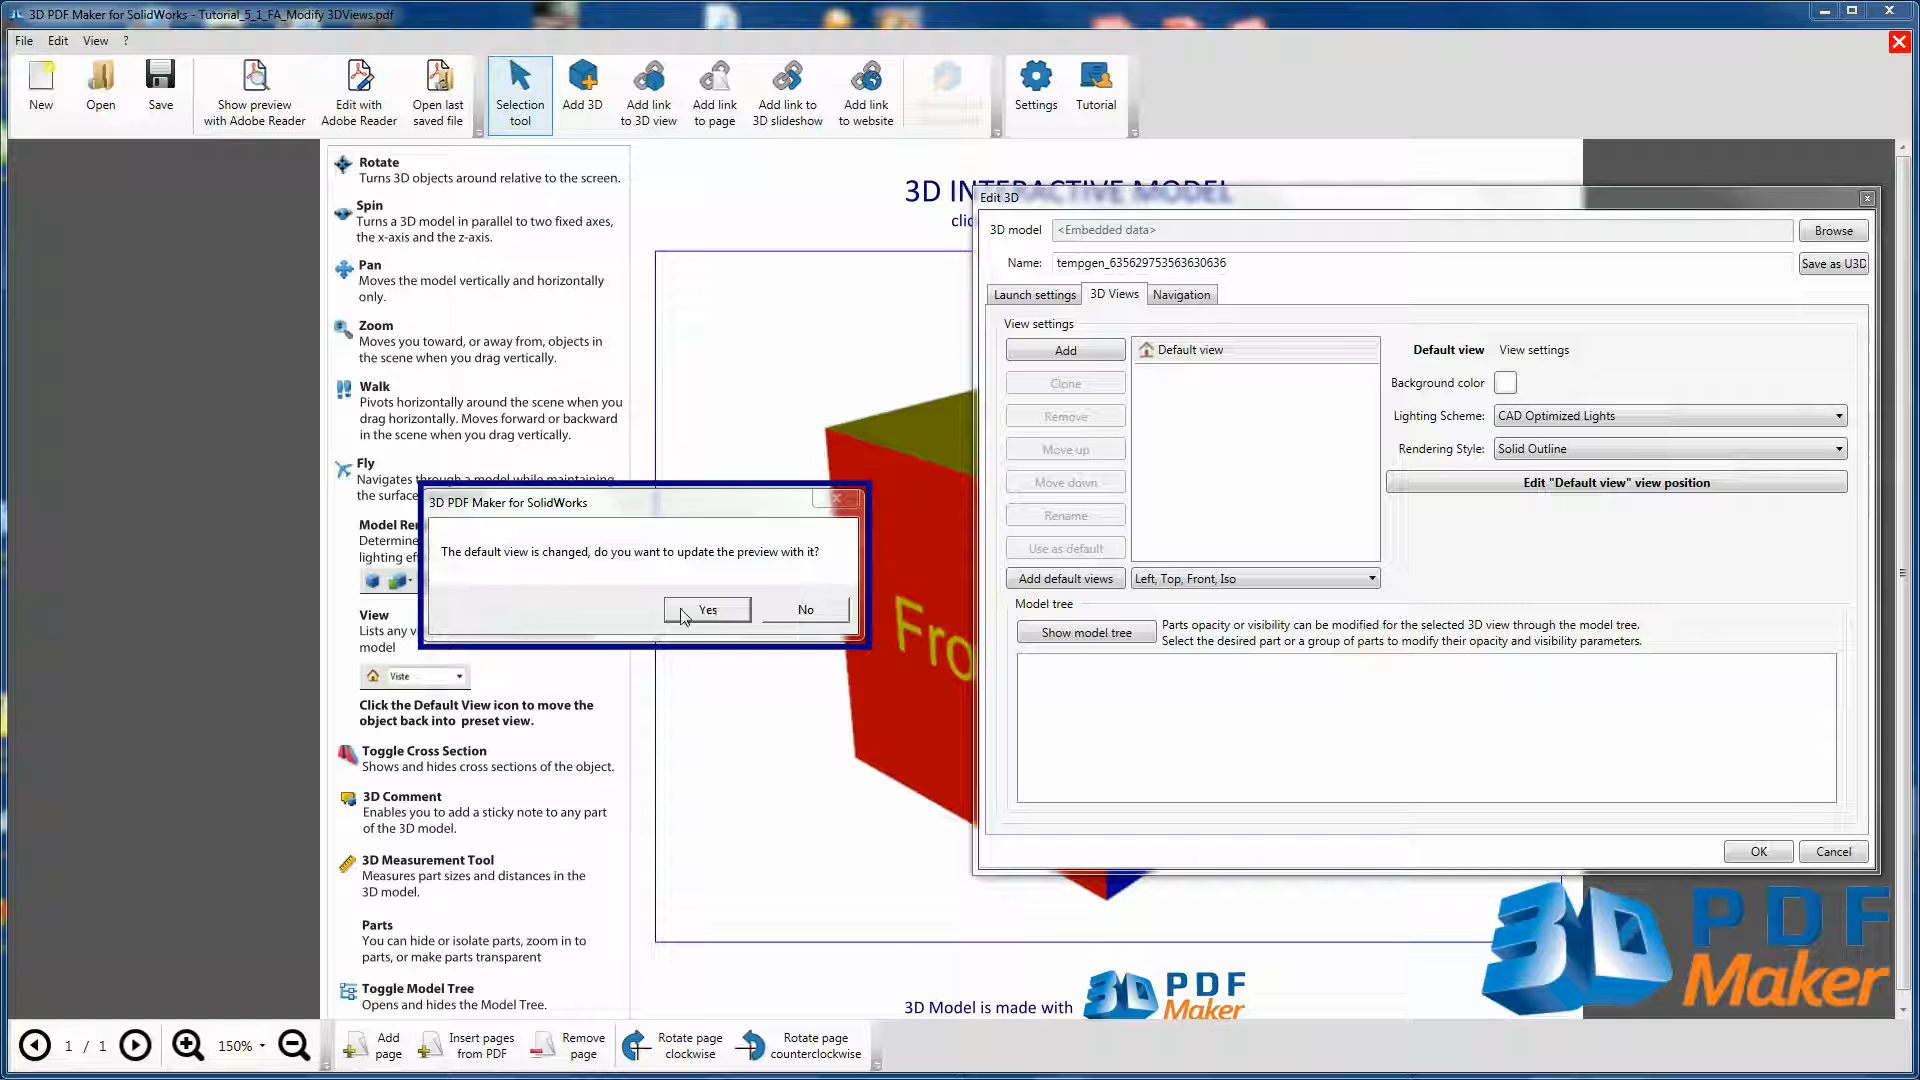 3D PDF Maker for SolidWorks - Tutorial_5_1_FA_Modify 3DViews.pdf
File Edit View ?
New
Open
Save
Show preview
with Adobe Reader
Edit with
Adobe Reader
Open last
saved file
Selection
tool
Add 3D
Add link
to 3D view
Add link
to page
Add link to
3D slideshow
Add link
to website
Settings
Tutorial
Rotate
Turns 3D objects around relative to the screen.
Spin
Turns a 3D model in parallel to two fixed axes,
the x-axis and the z-axis.
Pan
Moves the model vertically and horizontally
only.
Zoom
Moves you toward, or away from, objects in
the scene when you drag vertically.
Walk
Pivots horizontally around the scene when you
drag horizontally. Moves forward or backward
in the scene when you drag vertically.
Fly
Navigates through a model while maintaining
the surface
Model Ren
Determine
lighting ef
View
Lists any v
model
Viste
Click the Default View icon to move the
object back into preset view.
Toggle Cross Section
Shows and hides cross sections of the object.
3D Comment
Enables you to add a sticky note to any part
of the 3D model.
3D Measurement Tool
Measures part sizes and distances in the
3D model.
Parts
You can hide or isolate parts, zoom in to
parts, or make parts transparent
Toggle Model Tree
Opens and hides the Model Tree.
3D INTERACTIVE MODEL
clic
Fro
3D Model is made with
3D PDF
Maker
3D PDF Maker for SolidWorks
The default view is changed, do you want to update the preview with it?
Yes
No
Edit 3D
3D model
<Embedded data>
Browse
Name:
tempgen_635629753563630636
Save as U3D
Launch settings
3D Views
Navigation
View settings
Add
Clone
Remove
Move up
Move down
Rename
Use as default
Add default views
Default view
Left, Top, Front, Iso
Default view View settings
Background color
Lighting Scheme:
CAD Optimized Lights
Rendering Style:
Solid Outline
Edit "Default view" view position
Model tree
Show model tree
Parts opacity or visibility can be modified for the selected 3D view through the model tree.
Select the desired part or a group of parts to modify their opacity and visibility parameters.
OK
Cancel
3D PDF
Maker
1 / 1
150%
Add
page
Insert pages
from PDF
Remove
page
Rotate page
clockwise
Rotate page
counterclockwise